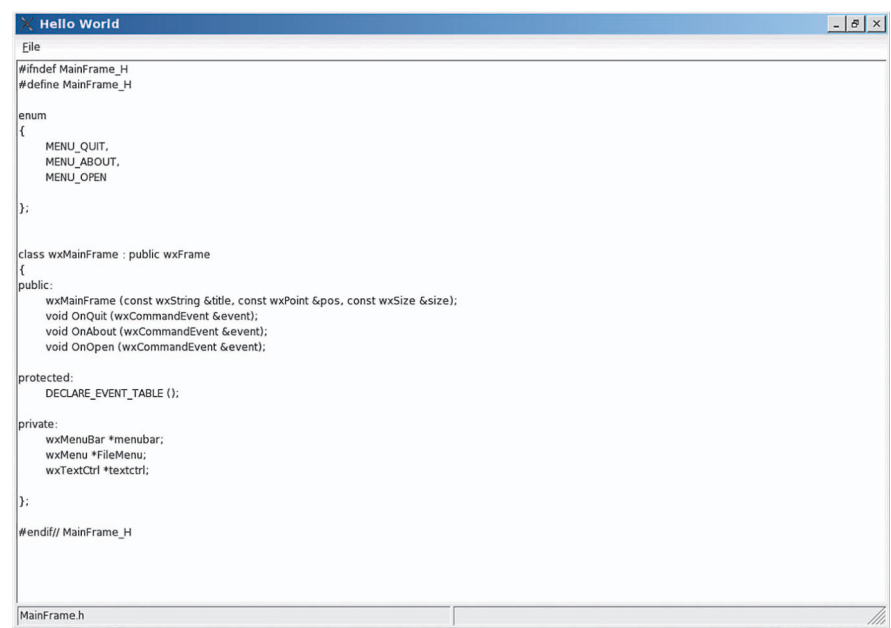 Hello World
File
#ifndef MainFrame_H
#define MainFrame_H
enum
{
MENU_QUIT,
MENU_ABOUT,
MENU_OPEN
};
class wxMainFrame : public wxFrame
{
public:
wxMainFrame (const wxString &title, const wxPoint &pos, const wxSize &size);
void OnQuit (wxCommandEvent &event);
void OnAbout (wxCommandEvent &event);
void OnOpen (wxCommandEvent &event);
protected:
DECLARE_EVENT_TABLE ();
private:
wxMenuBar *menubar;
wxMenu *FileMenu;
wxTextCtrl *textctrl;
};
#endif// MainFrame_H
MainFrame.h